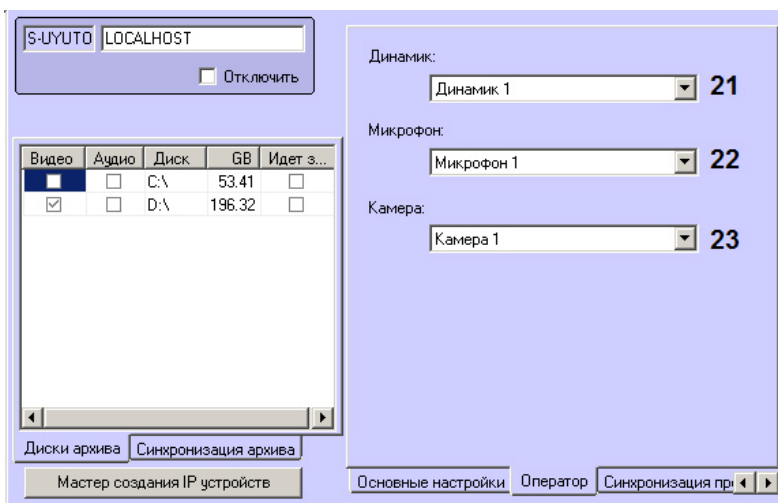 S-UYUTO LOCALHOST
Отключить
Видео Аудио Диск GB Идет з...
C:\ 53.41
D:\ 196.32
Диски архива Синхронизация архива
Мастер создания IP устройств
Динамик:
Динамик 1 21
Микрофон:
Микрофон 1 22
Камера:
Камера 1 23
Основные настройки Оператор Синхронизация